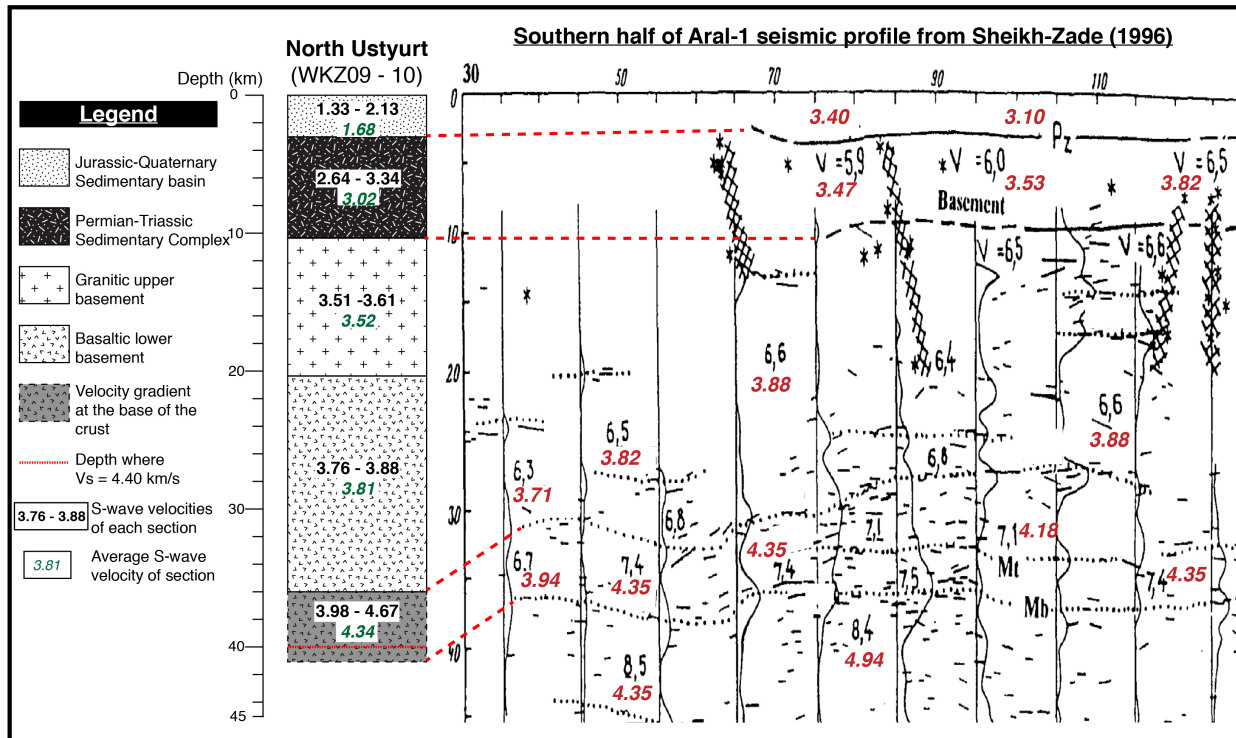 Southern half of Aral-1 seismic profile from Sheikh-Zade (1996)
North Ustyurt
(WKZ09 - 10)
Depth (km)
0
10
20
30
40
45
Legend
Jurassic-Quaternary
Sedimentary basin
Permian-Triassic
Sedimentary Complex
Granitic upper
basement
Basaltic lower
basement
Velocity gradient
at the base of the
crust
Depth where
Vs = 4.40 km/s
3.76 - 3.88
S-wave velocities
of each section
3.81
Average S-wave
velocity of section
1.33 - 2.13
1.68
2.64 - 3.34
3.02
3.51 -3.61
3.52
3.76 - 3.88
3.81
3.98 - 4.67
4.34
30
50
70
90
110
0
10
20
30
40
3.40
3.10
Pz
V = 5,9
V = 6,0
V = 6,5
3.47
3.53
3.82
Basement
V =6,5
V =6,6
6,6
6,4
3.88
6,6
3.88
6,5
3.82
6,8
6,3
3.71
6,8
7,1
7,1
4.18
4.35
6,7
3.94
7,4
4.35
7,4
7,5
Mt
7,4
4.35
Mb
8,4
4.94
8,5
4.35